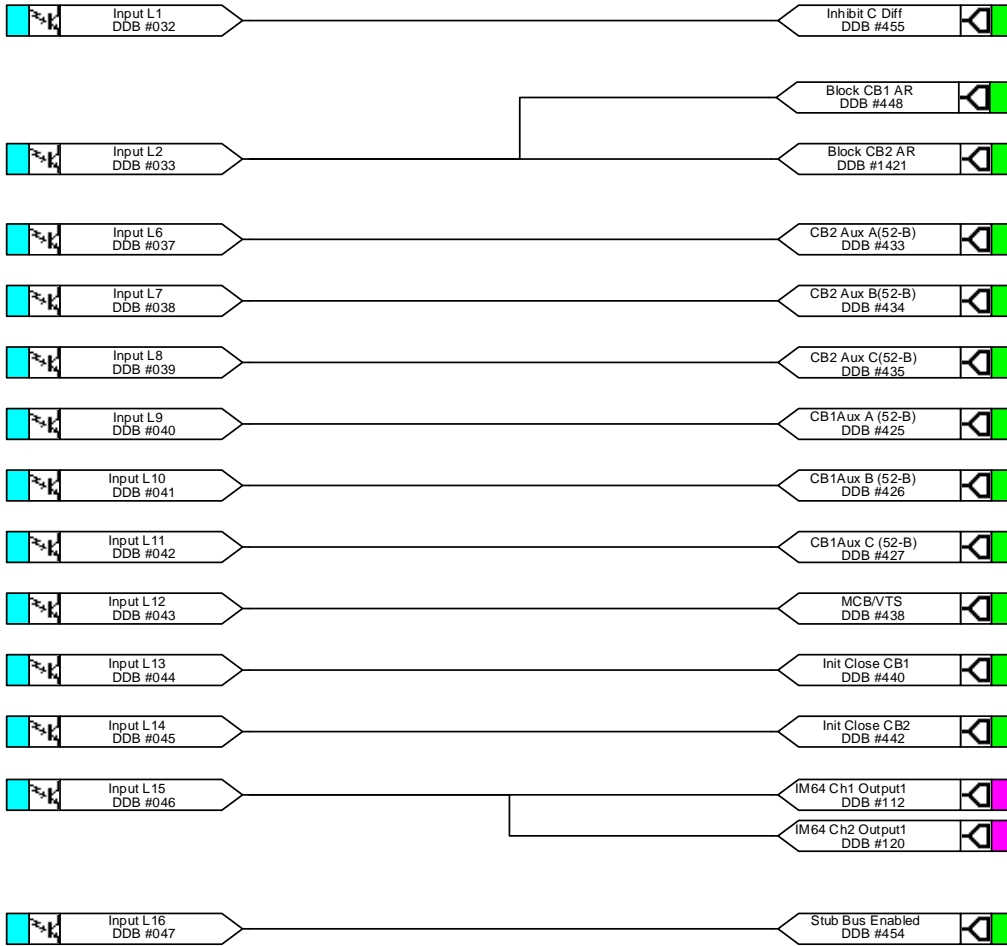 Input L1
DDB #032
Inhibit C Diff
DDB #455
Block CB1 AR
DDB #448
Input L2
DDB #033
Block CB2 AR
DDB #1421
Input L6
DDB #037
CB2 Aux A(52-B)
DDB #433
Input L7
DDB #038
CB2 Aux B(52-B)
DDB #434
Input L8
DDB #039
CB2 Aux C(52-B)
DDB #435
Input L9
DDB #040
CB1Aux A (52-B)
DDB #425
Input L10
DDB #041
CB1Aux B (52-B)
DDB #426
Input L11
DDB #042
CB1Aux C (52-B)
DDB #427
Input L12
DDB #043
MCB/VTS
DDB #438
Input L13
DDB #044
Init Close CB1
DDB #440
Input L14
DDB #045
Init Close CB2
DDB #442
Input L15
DDB #046
IM64 Ch1 Output1
DDB #112
IM64 Ch2 Output1
DDB #120
Input L16
DDB #047
Stub Bus Enabled
DDB #454